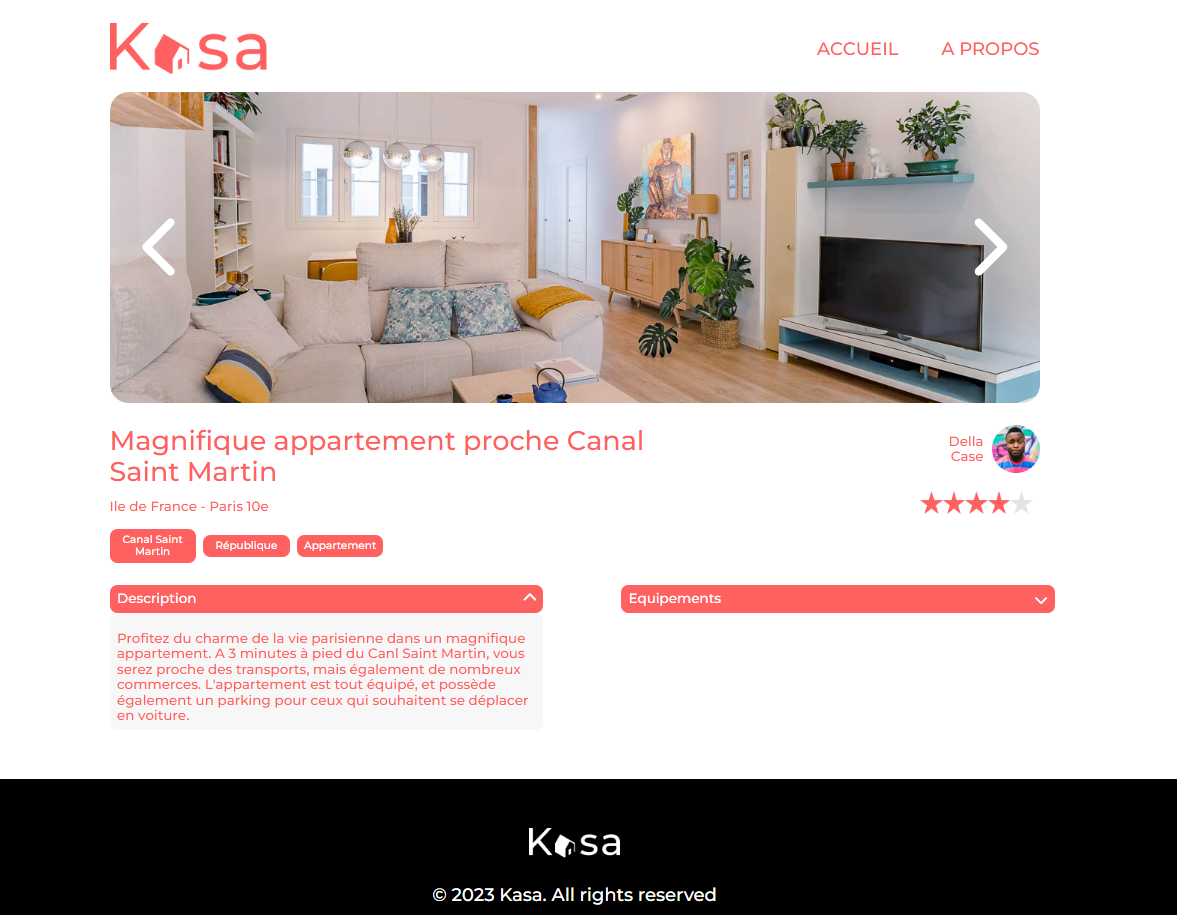 Kasa
ACCUEIL
A PROPOS
Magnifique appartement proche Canal
Saint Martin
Della
Case
Ile de France - Paris 10e
Canal Saint
Martin
République
Appartement
Description
Equipements
Profitez du charme de la vie parisienne dans un magnifique
appartement. A 3 minutes à pied du Canl Saint Martin, vous
serez proche des transports, mais également de nombreux
commerces. L'appartement est tout équipé, et possède
également un parking pour ceux qui souhaitent se déplacer
en voiture.
Kasa
© 2023 Kasa. All rights reserved